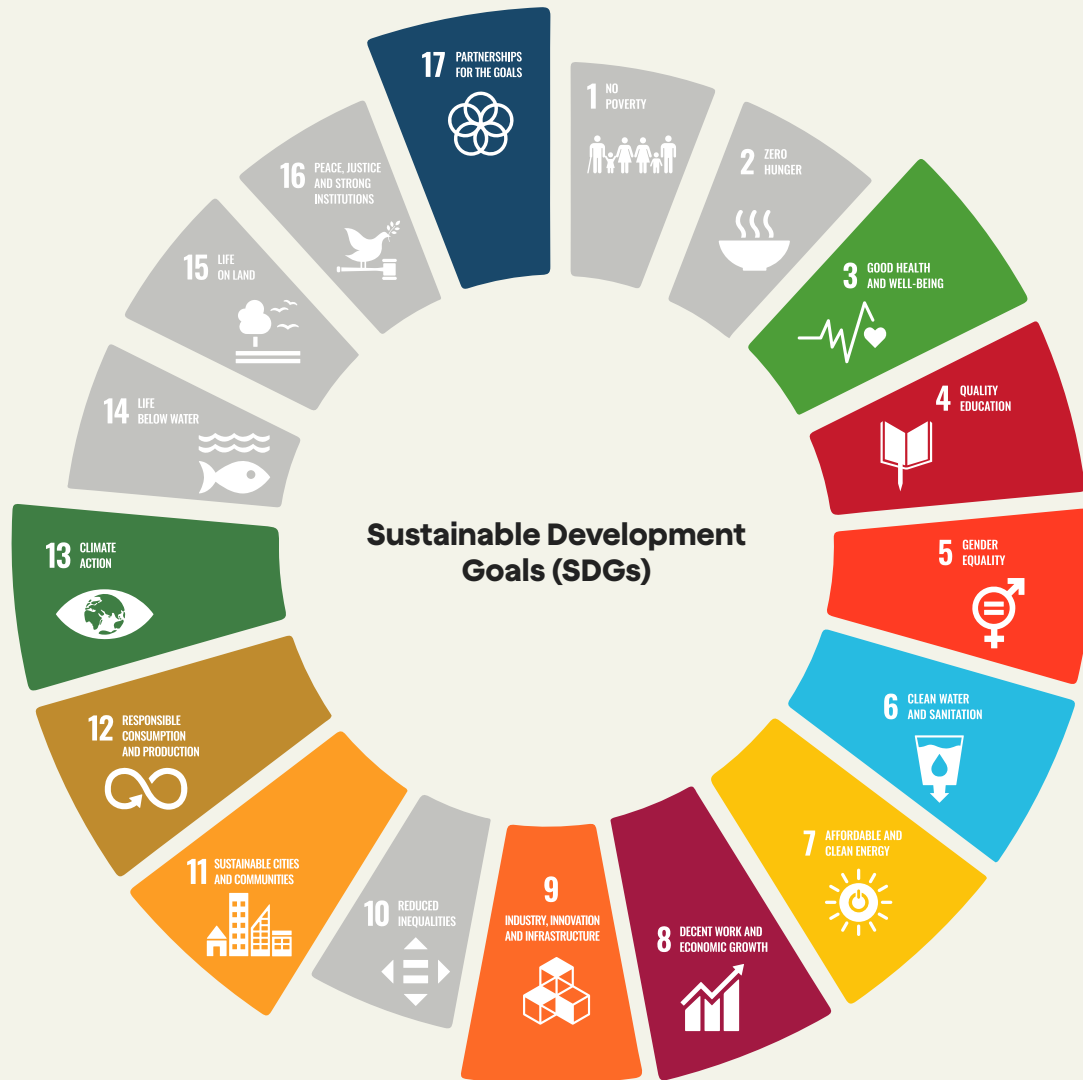 Sustainable Development
Goals (SDGs)
1 NO
POVERTY
2 ZERO
HUNGER
3 GOOD HEALTH
AND WELL-BEING
4 QUALITY
EDUCATION
5 GENDER
EQUALITY
6 CLEAN WATER
AND SANITATION
7 AFFORDABLE AND
CLEAN ENERGY
8 DECENT WORK AND
ECONOMIC GROWTH
9
INDUSTRY, INNOVATION
AND INFRASTRUCTURE
10 REDUCED
INEQUALITIES
11 SUSTAINABLE CITIES
AND COMMUNITIES
12 RESPONSIBLE
CONSUMPTION
AND PRODUCTION
13 CLIMATE
ACTION
14 LIFE
BELOW WATER
15 LIFE
ON LAND
16 PEACE, JUSTICE
AND STRONG
INSTITUTIONS
17 PARTNERSHIPS
FOR THE GOALS